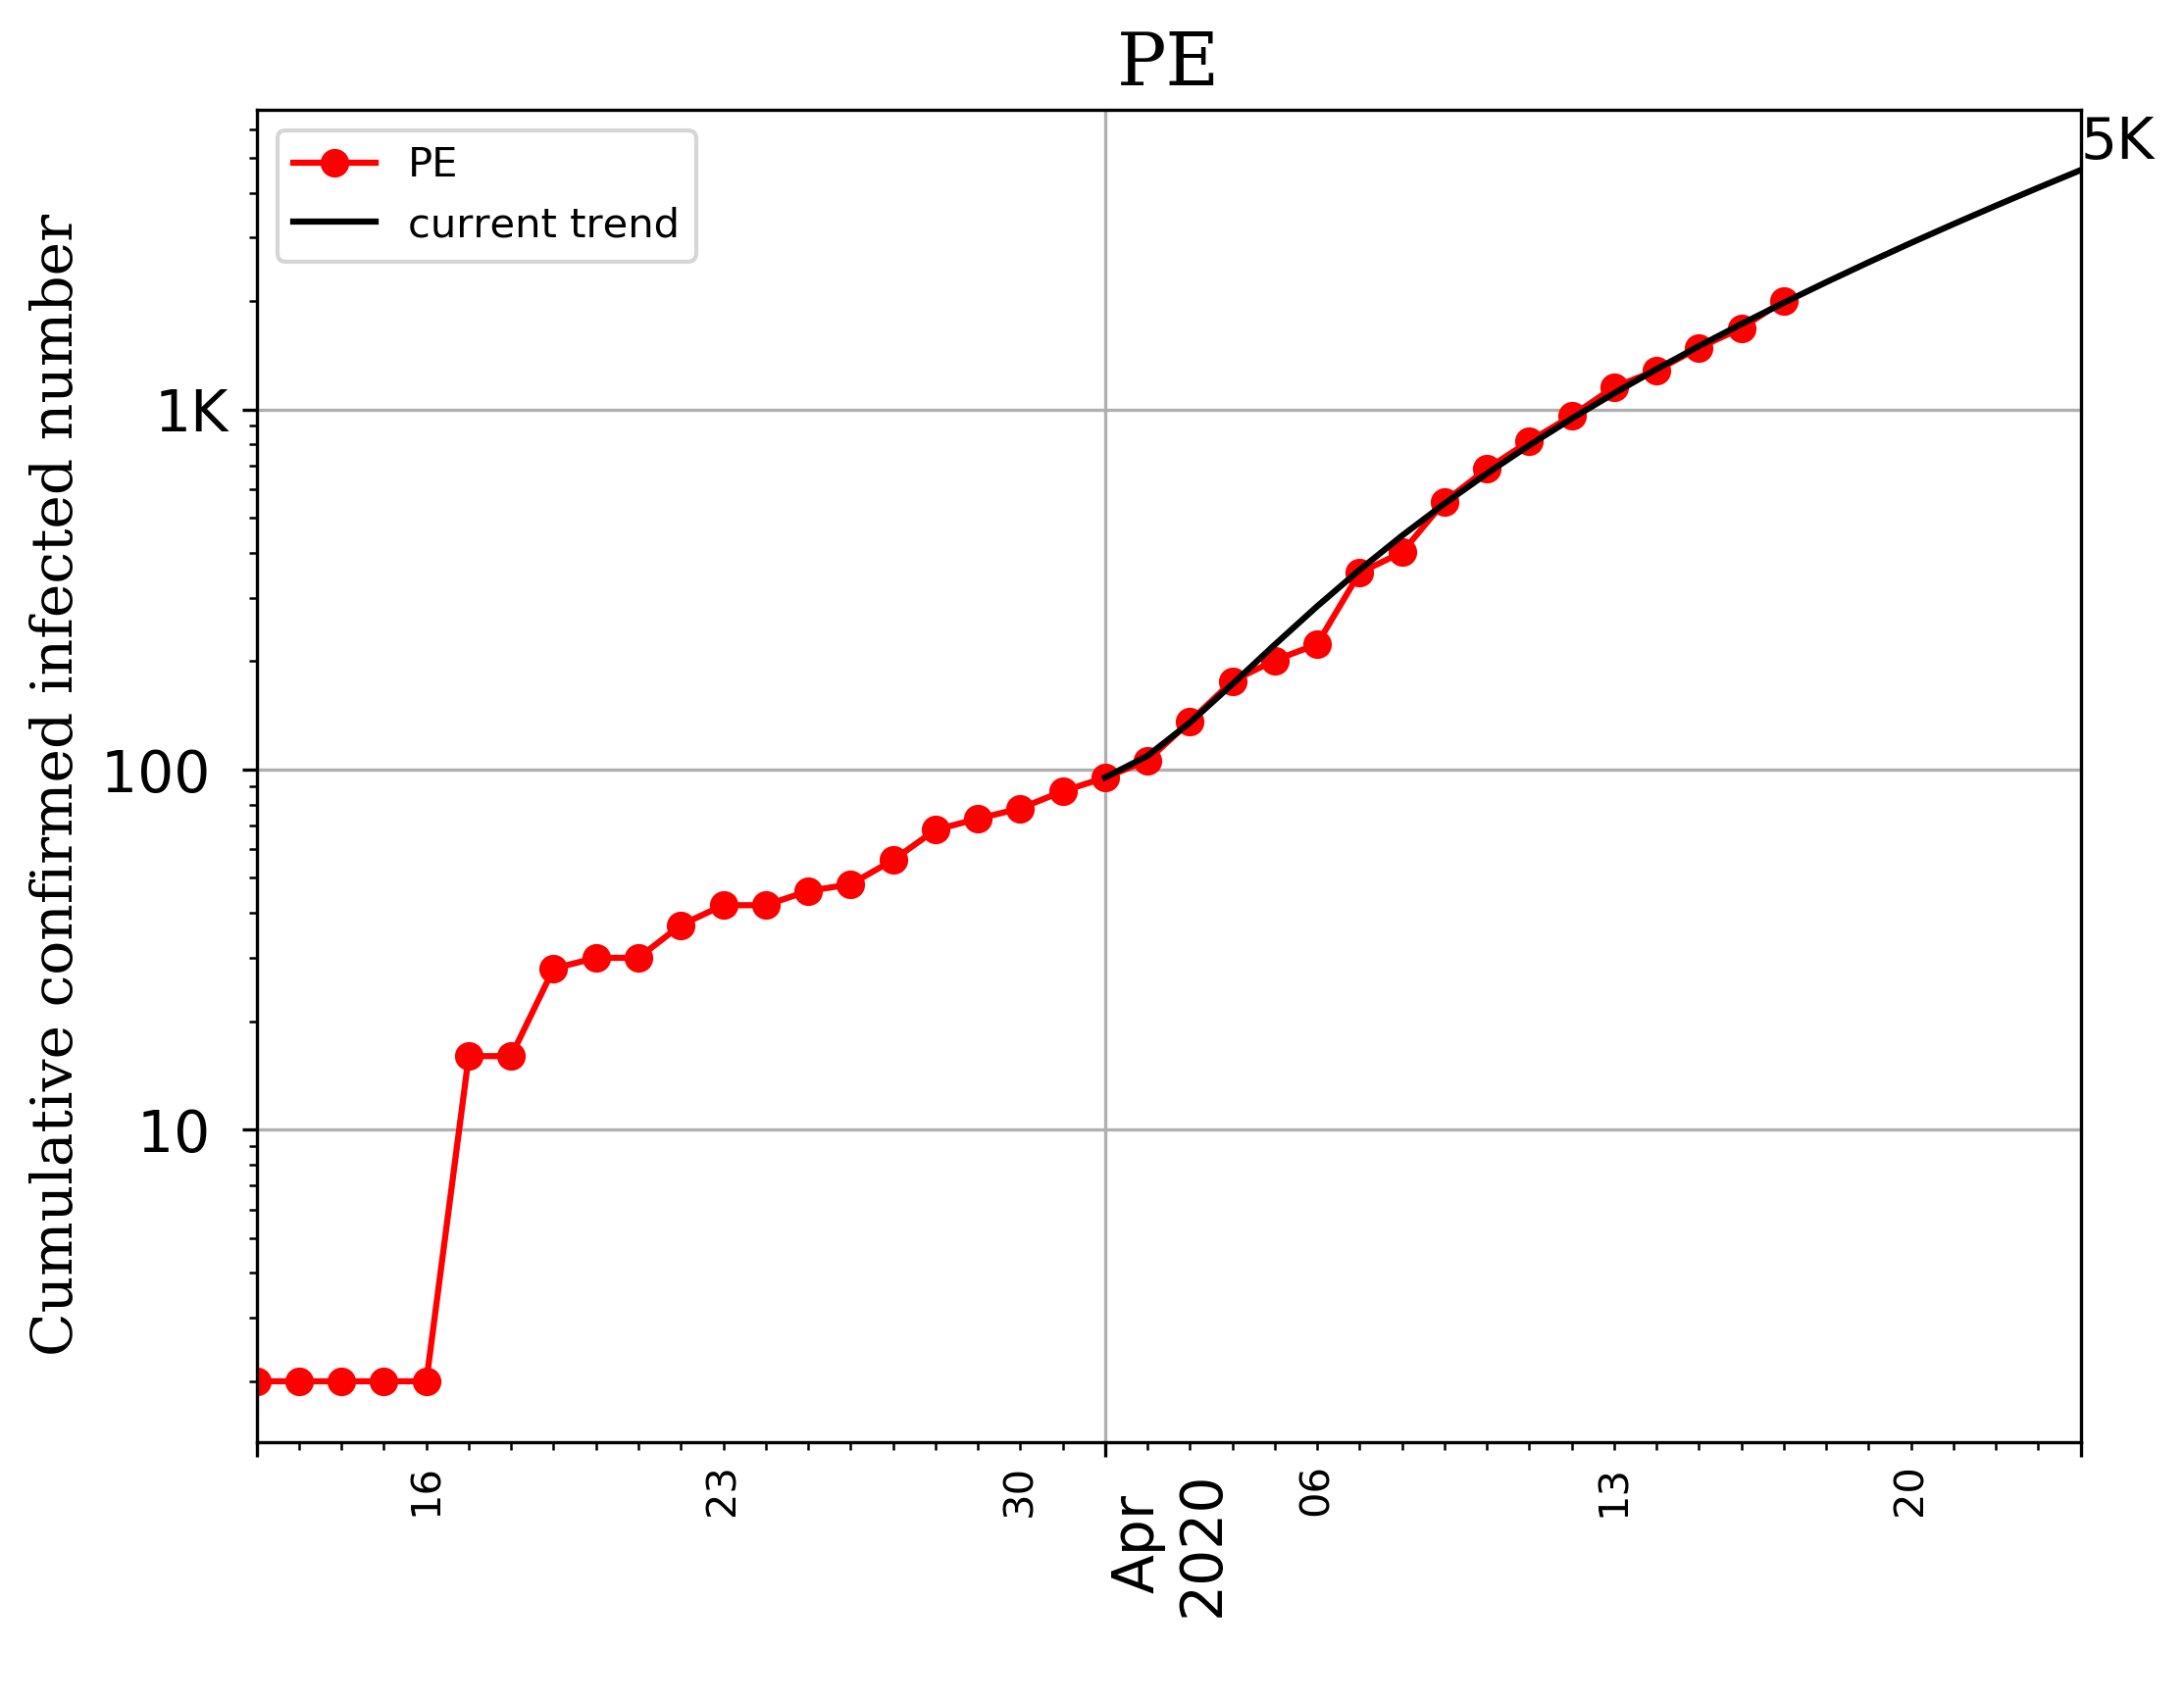 PE
5K
PE
current trend
Cumulative confirmed infected number
1K
100
10
16
23
30
06
13
20
Apr
2020